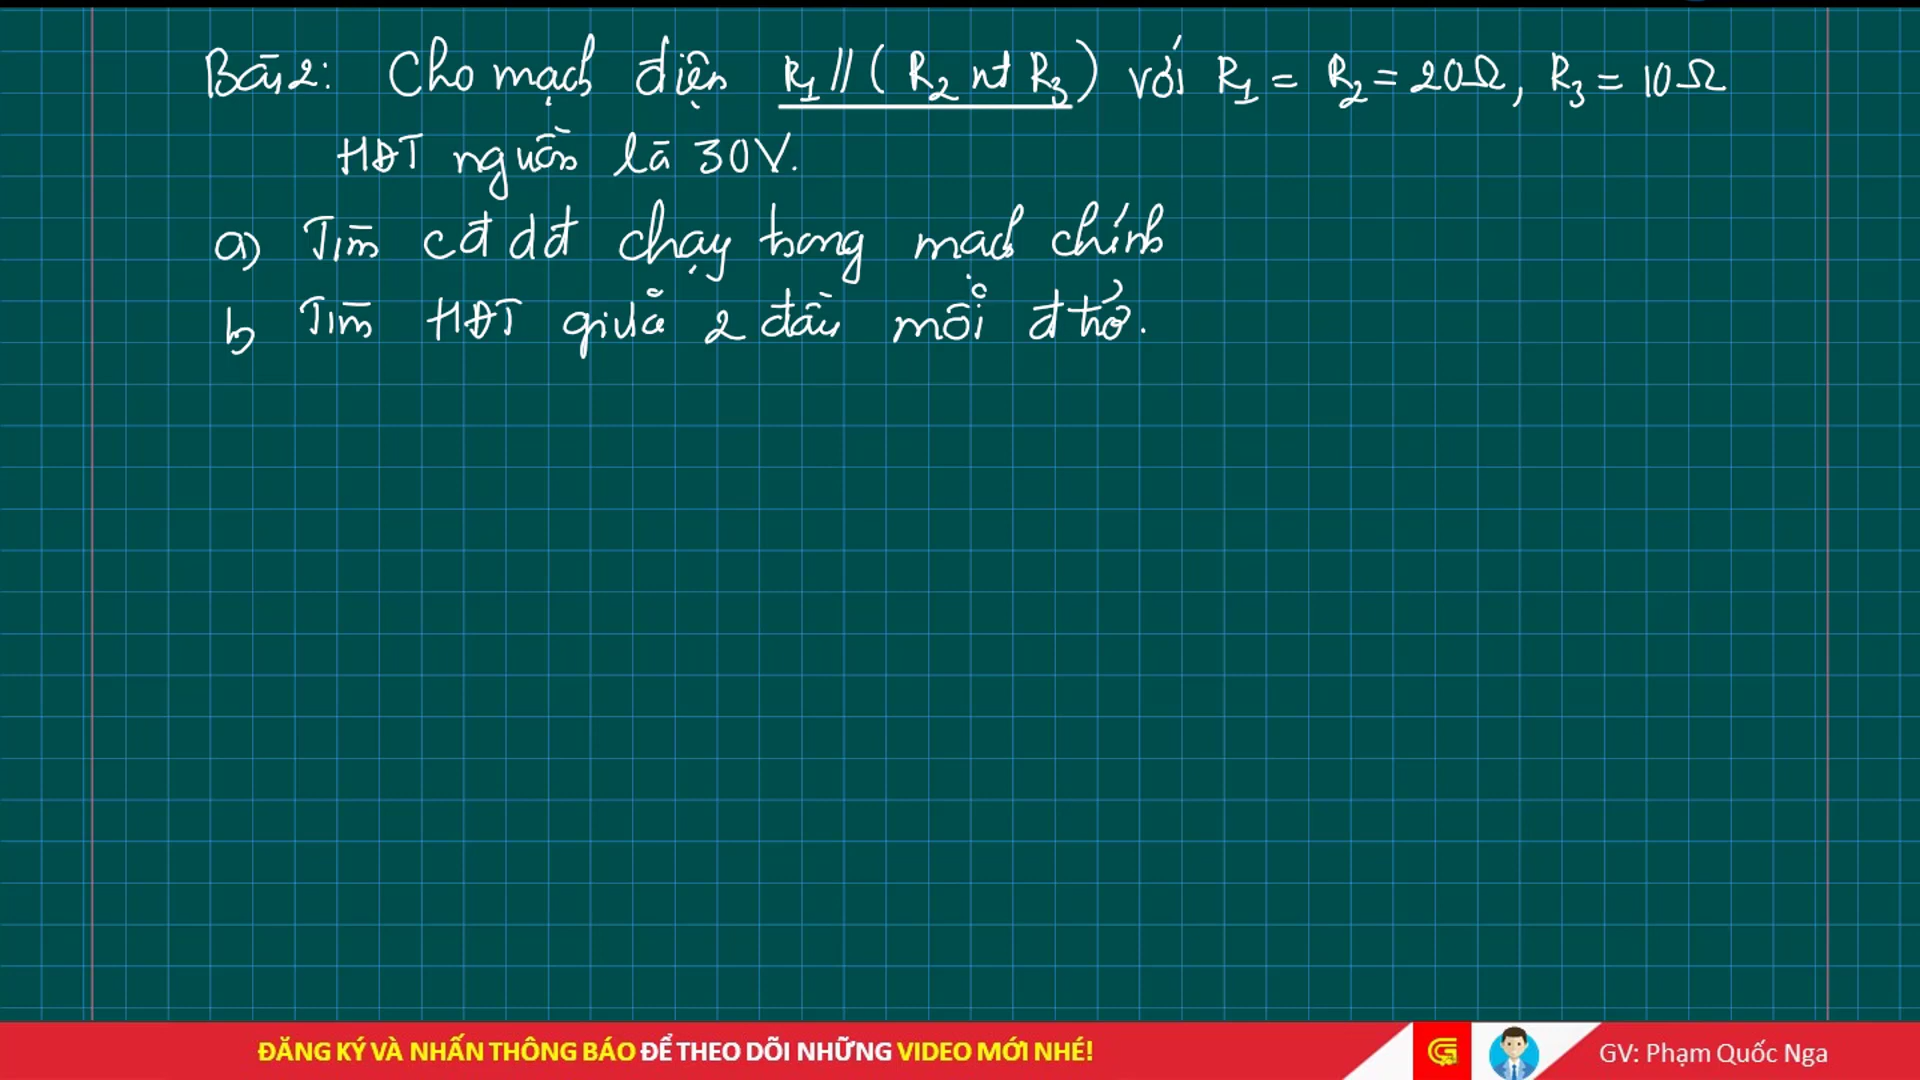 Bài 2: Cho mạch điện R₁ // (R₂ nt R₃) với R₁ = R₂ = 20Ω, R₃ = 10Ω
HĐT nguồn là 30V.
a) Tìm cđdđ chạy trong mạch chính
b) Tìm HĐT giữa 2 đầu mỗi đ trở.
ĐĂNG KÝ VÀ NHẤN THÔNG BÁO ĐỂ THEO DÕI NHỮNG VIDEO MỚI NHÉ!
GV: Phạm Quốc Nga